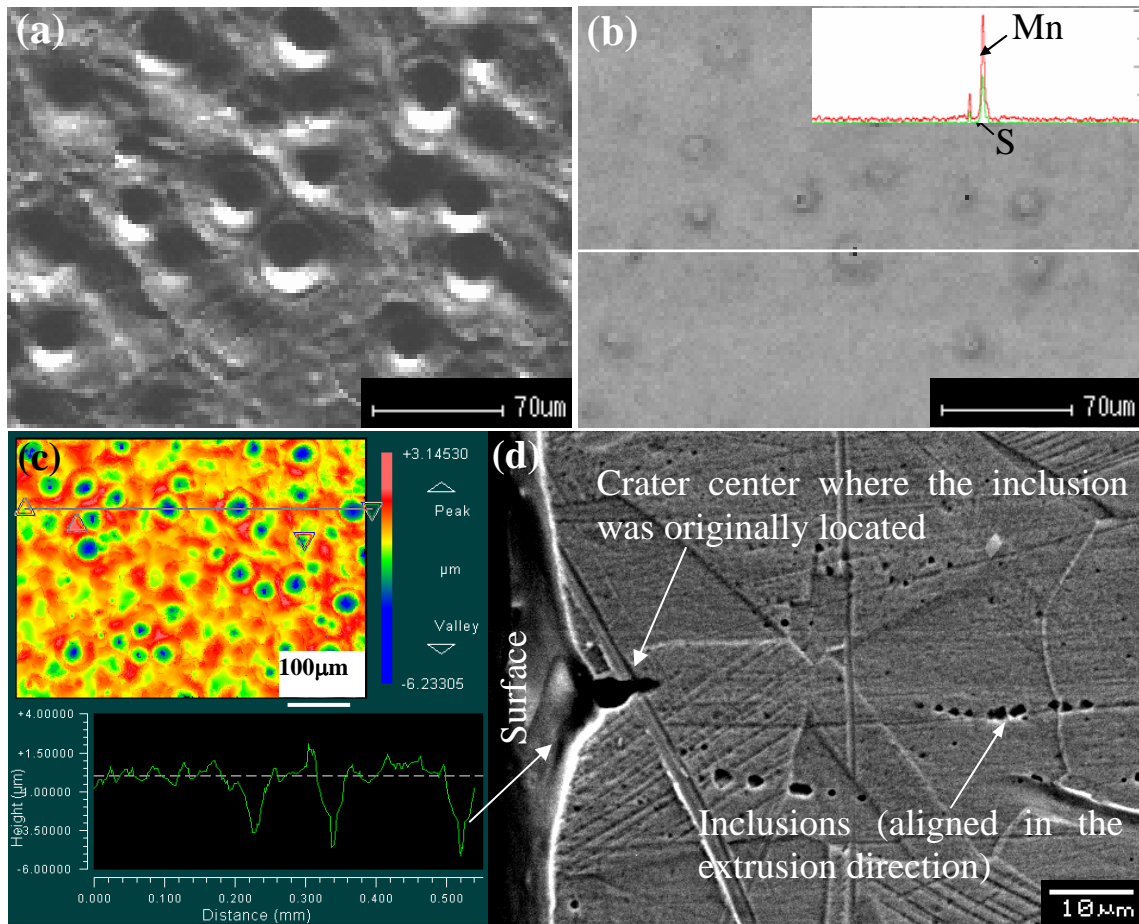 (a)
70um
(b)
Mn
S
70um
(c)
+3.14530
Peak
µm
Valley
-6.23305
100µm
+4.00000
+1.50000
-1.00000
-3.50000
-6.00000
Height (µm)
0.000 0.100 0.200 0.300 0.400 0.500
Distance (mm)
(d)
Crater center where the inclusion
was originally located
Surface
Inclusions (aligned in the
extrusion direction)
10µm